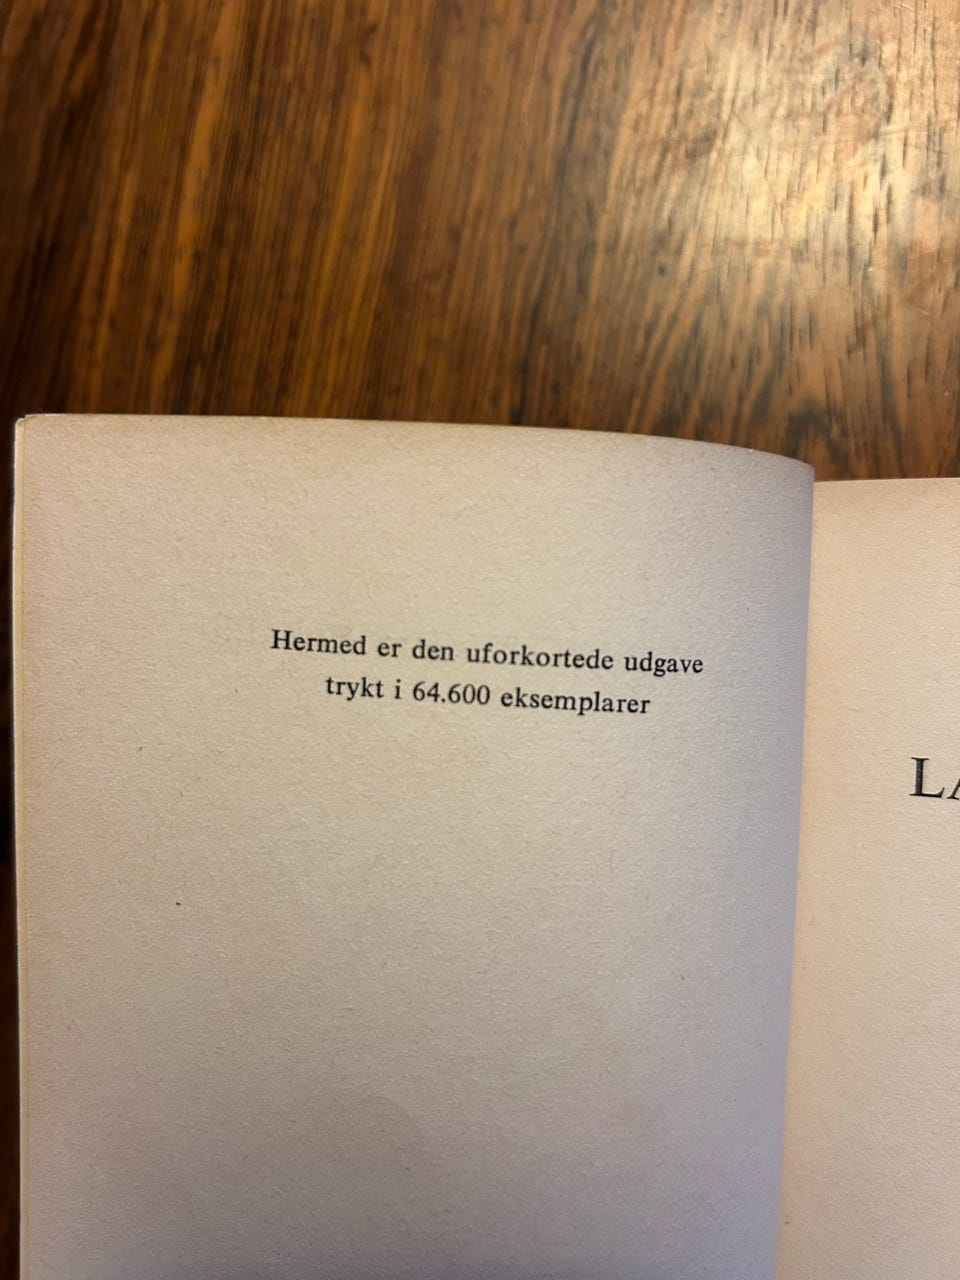 Hermed er den uforkortede udgave
trykt i 64.600 eksemplarer